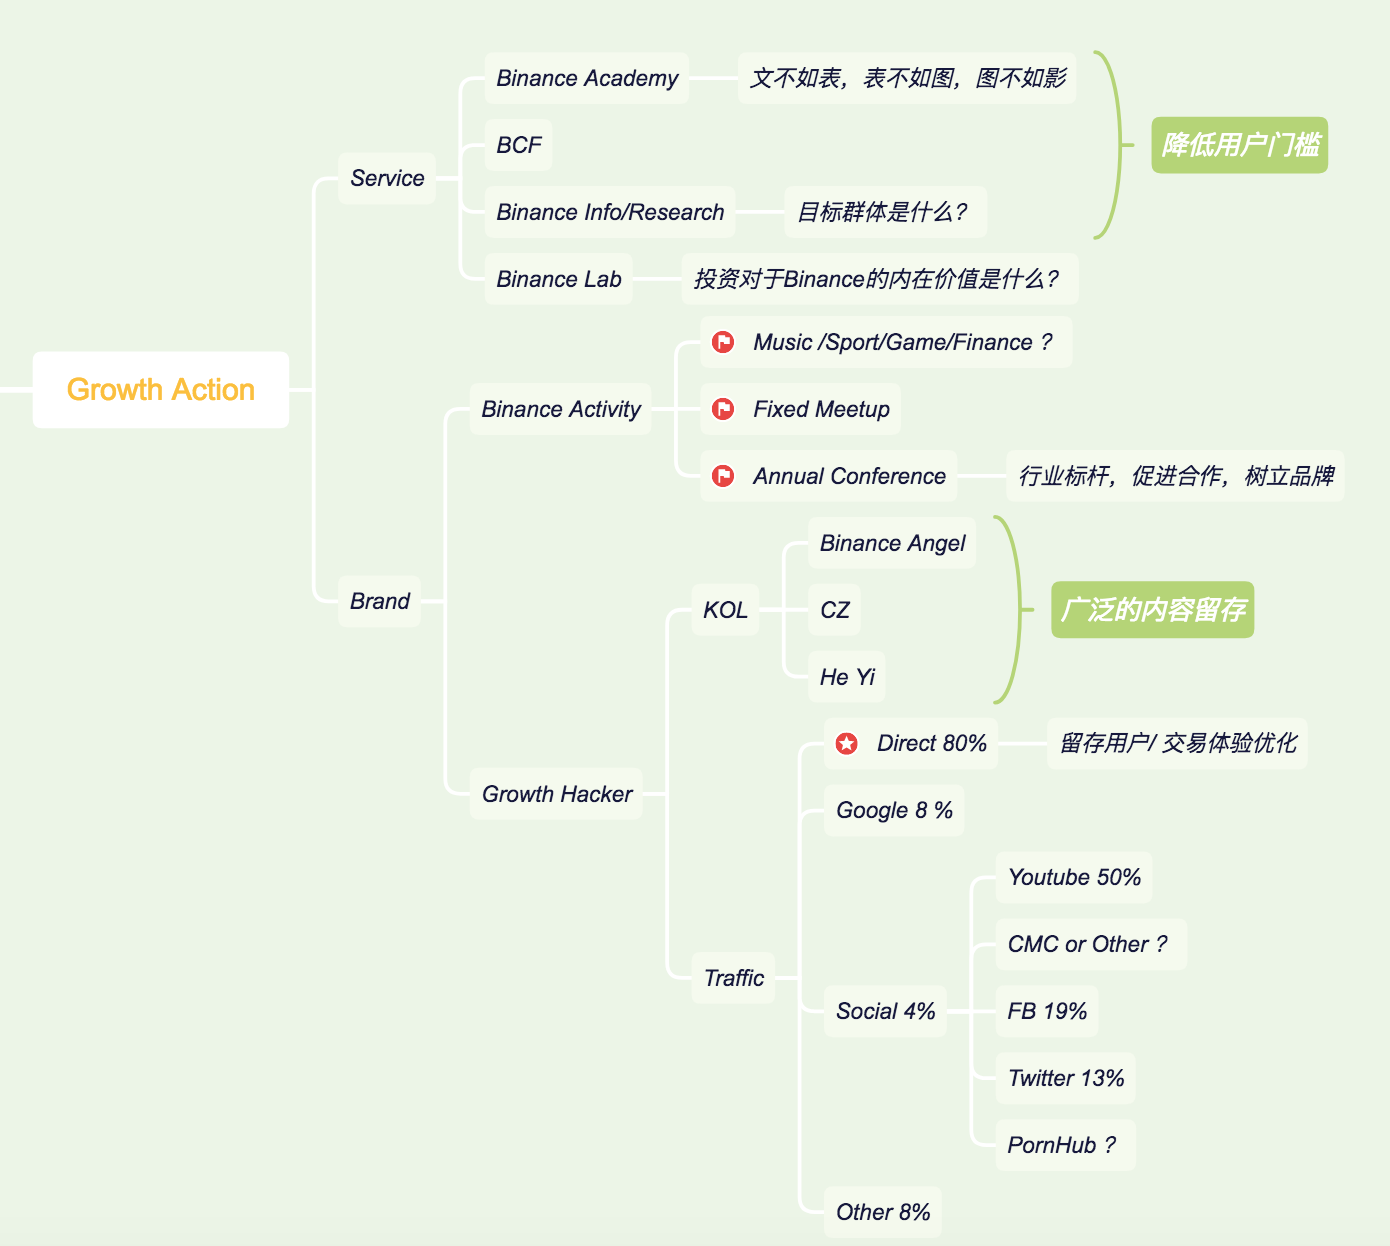 Growth Action
Service
Binance Academy
文不如表，表不如图，图不如影
BCF
Binance Info/Research
目标群体是什么？
降低用户门槛
Binance Lab
投资对于Binance的内在价值是什么？
Brand
Binance Activity
Music /Sport/Game/Finance ？
Fixed Meetup
Annual Conference
行业标杆，促进合作，树立品牌
Growth Hacker
KOL
Binance Angel
CZ
He Yi
广泛的内容留存
Traffic
Direct 80%
留存用户/ 交易体验优化
Google 8 %
Social 4%
Youtube 50%
CMC or Other ？
FB 19%
Twitter 13%
PornHub ？
Other 8%